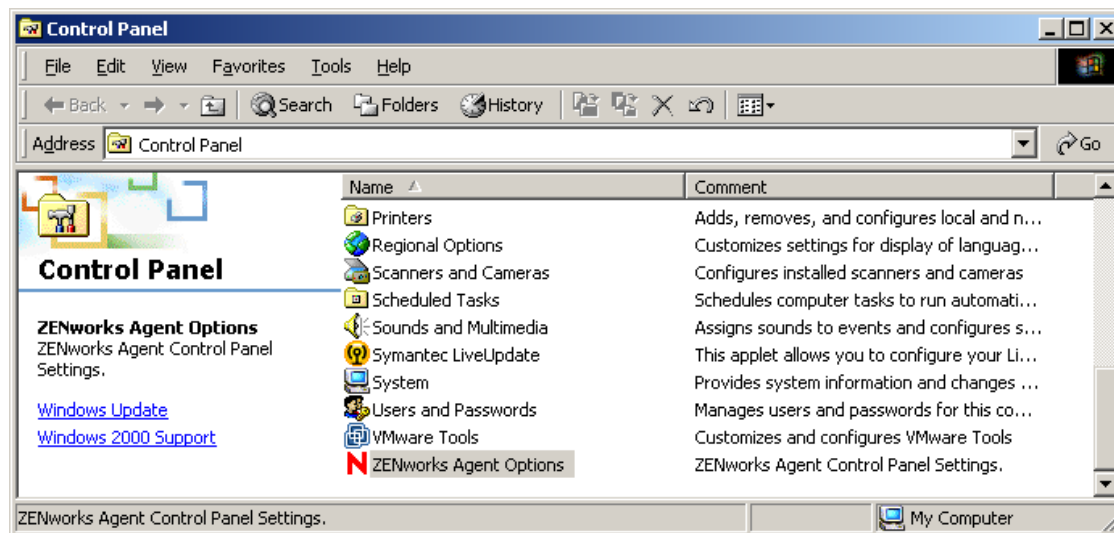 Control Panel
File Edit View Favorites Tools Help
Back Search Folders History
Address Control Panel Go
Control Panel
ZENworks Agent Options
ZENworks Agent Control Panel
Settings.
Windows Update
Windows 2000 Support
Name Comment
Printers Adds, removes, and configures local and n...
Regional Options Customizes settings for display of languag...
Scanners and Cameras Configures installed scanners and cameras
Scheduled Tasks Schedules computer tasks to run automati...
Sounds and Multimedia Assigns sounds to events and configures s...
Symantec LiveUpdate This applet allows you to configure your Li...
System Provides system information and changes ...
Users and Passwords Manages users and passwords for this co...
VMware Tools Customizes and configures VMware Tools
N ZENworks Agent Options ZENworks Agent Control Panel Settings.
ZENworks Agent Control Panel Settings. My Computer